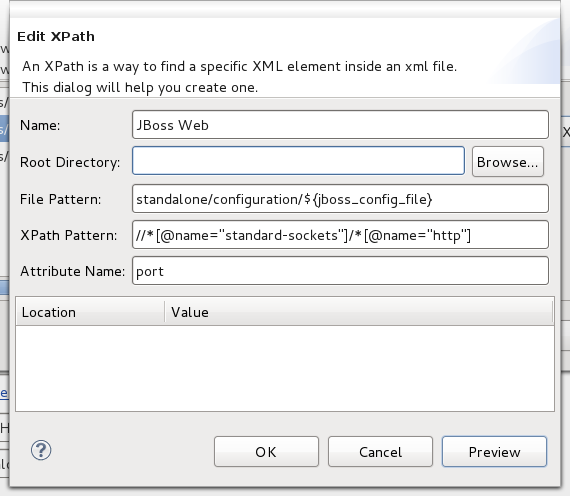 Edit XPath
An XPath is a way to find a specific XML element inside an xml file.
This dialog will help you create one.
Name: JBoss Web
Root Directory: Browse...
File Pattern: standalone/configuration/${jboss_config_file}
XPath Pattern: //*[@name="standard-sockets"]/*[@name="http"]
Attribute Name: port
Location Value
OK Cancel Preview